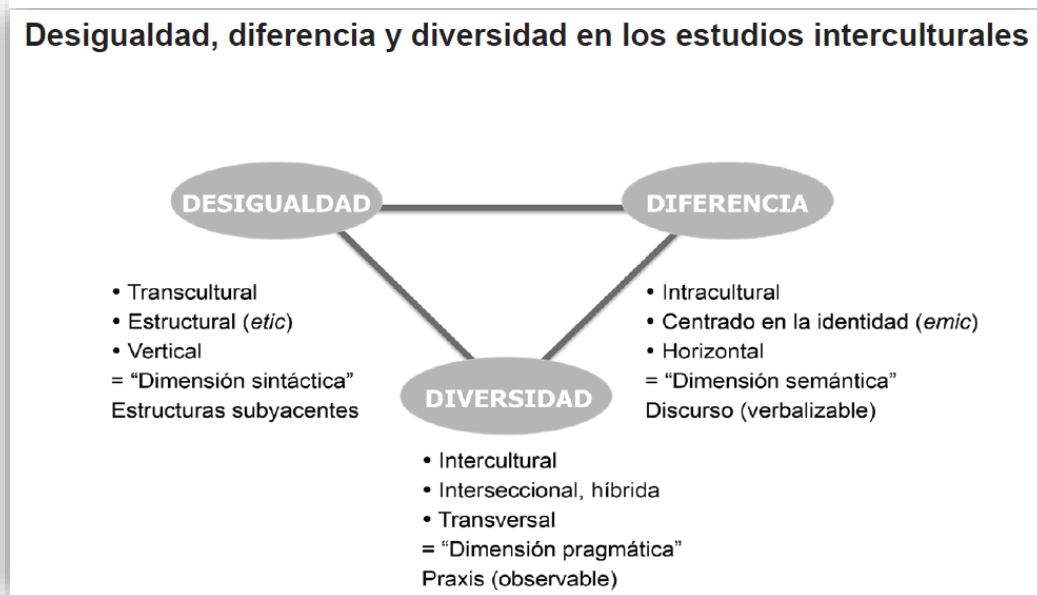 Desigualdad, diferencia y diversidad en los estudios interculturales
DESIGUALDAD
• Transcultural
• Estructural (etic)
• Vertical
= “Dimensión sintáctica”
Estructuras subyacentes
DIFERENCIA
• Intracultural
• Centrado en la identidad (emic)
• Horizontal
= “Dimensión semántica”
Discurso (verbalizable)
DIVERSIDAD
• Intercultural
• Interseccional, híbrida
• Transversal
= “Dimensión pragmática”
Praxis (observable)